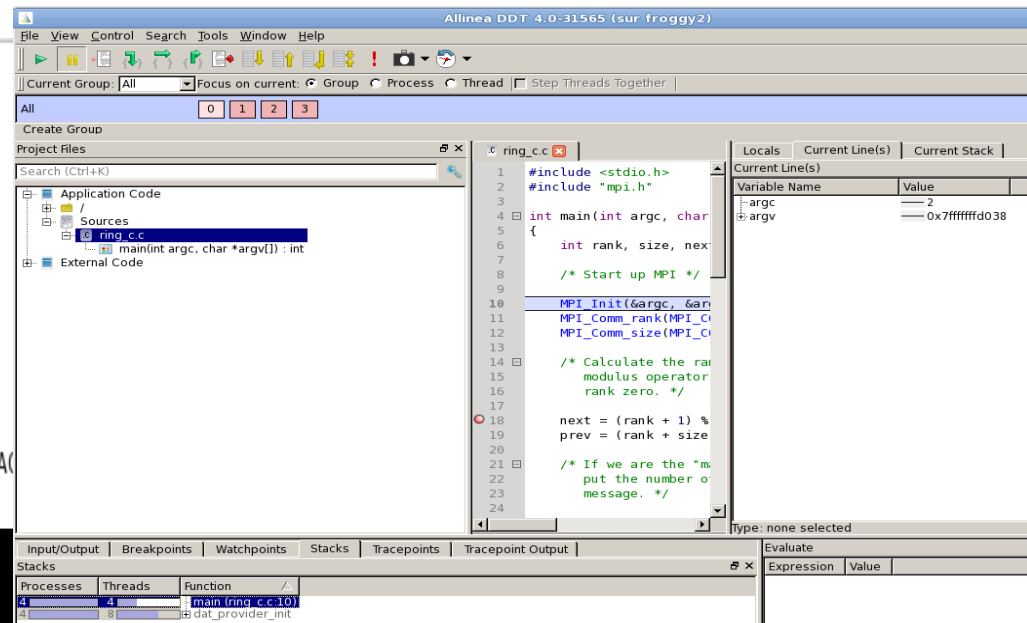 Allinea DDT 4.0-31565 (sur froggy2)
File View Control Search Tools Window Help
Current Group: All Focus on current: Group Process Thread Step Threads Together
All 0 1 2 3
Create Group
Project Files
Search (Ctrl+K)
Application Code
/
Sources
ring_c.c
main(int argc, char *argv[]) : int
External Code
ring_c.c
1 #include <stdio.h>
2 #include "mpi.h"
3
4 int main(int argc, char
5 {
6 int rank, size, nex
7
8 /* Start up MPI */
9
10 MPI_Init(&argc, &ar
11 MPI_Comm_rank(MPI_C
12 MPI_Comm_size(MPI_C
13
14 /* Calculate the ra
15 modulus operator
16 rank zero. */
17
18 next = (rank + 1) %
19 prev = (rank + size
20
21 /* If we are the "m
22 put the number o
23 message. */
24
Locals Current Line(s) Current Stack
Current Line(s)
Variable Name Value
argc 2
argv 0x7fffffffd038
Type: none selected
Input/Output Breakpoints Watchpoints Stacks Tracepoints Tracepoint Output
Stacks
Processes Threads Function
4 4 main (ring_c.c:10)
4 8 dat_provider_init
Evaluate
Expression Value